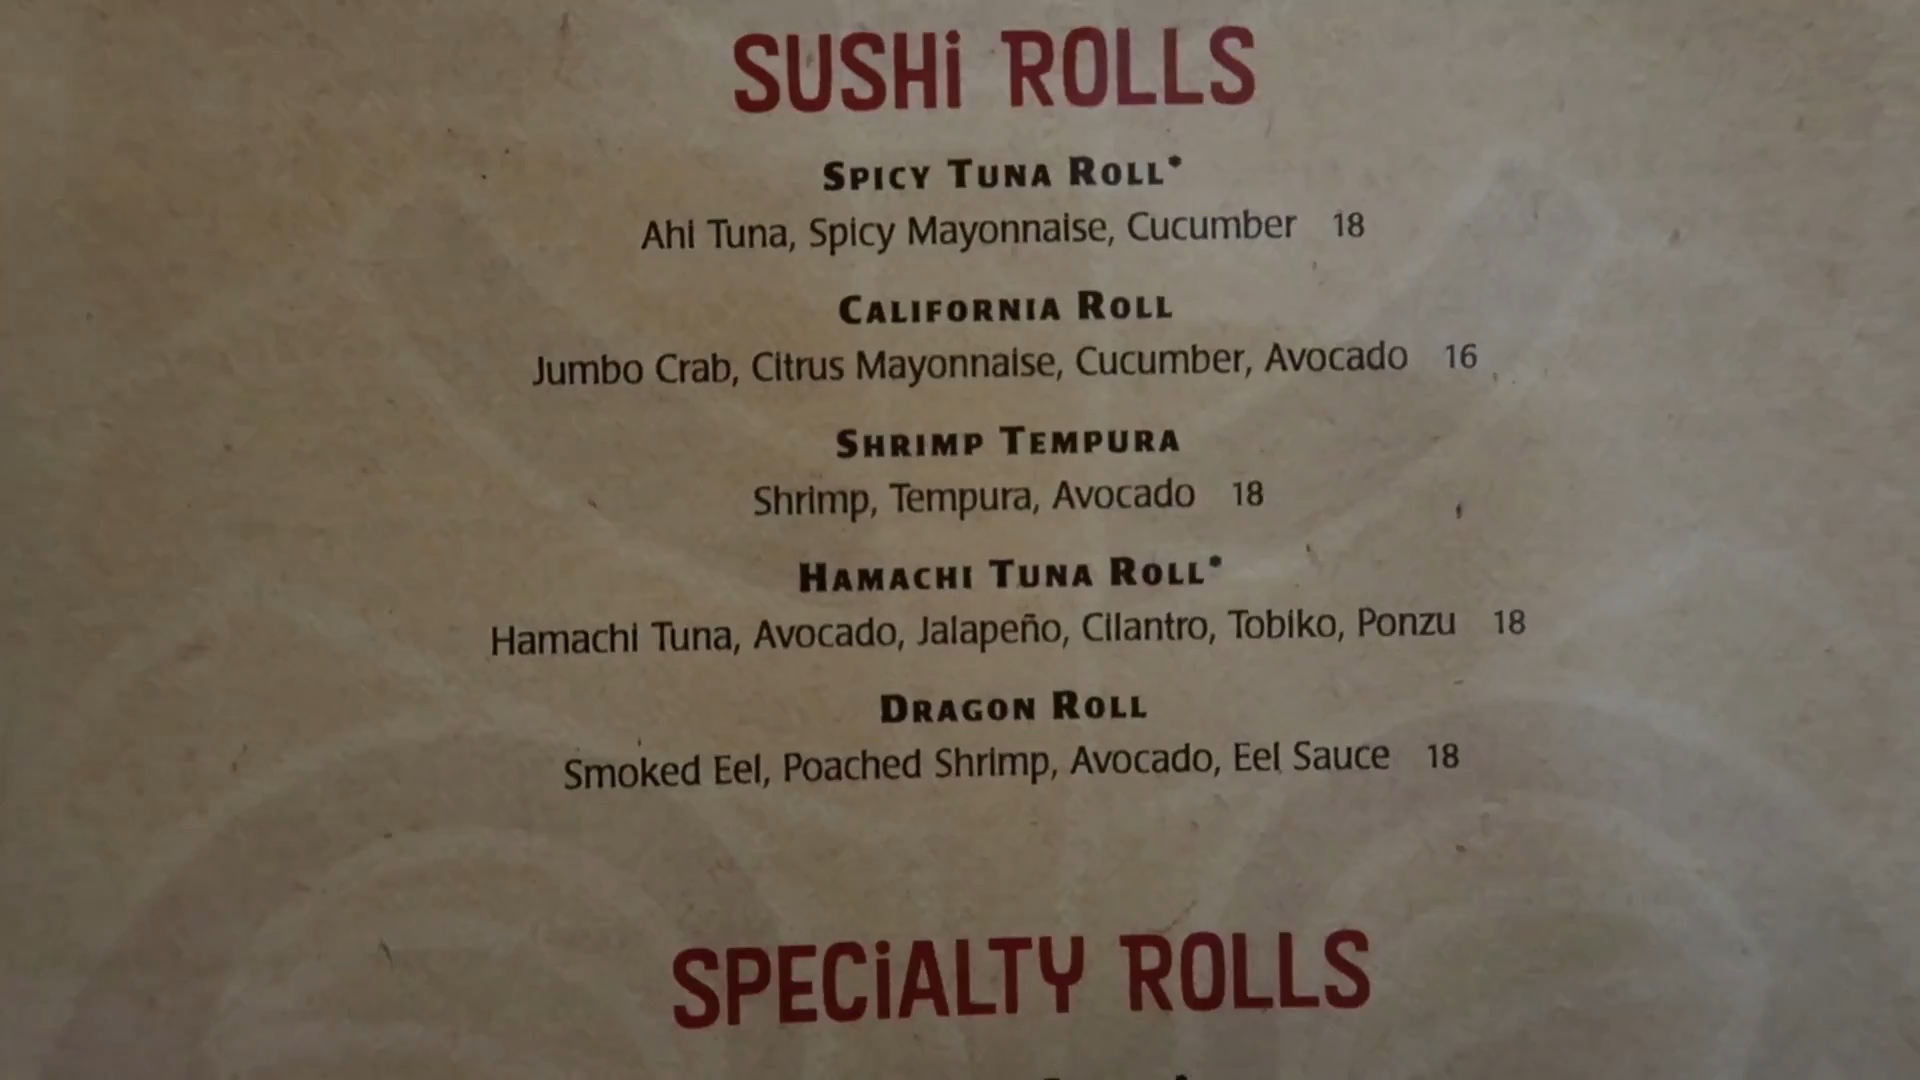 SUSHi ROLLS
SPICY TUNA ROLL*
Ahi Tuna, Spicy Mayonnaise, Cucumber 18
CALIFORNIA ROLL
Jumbo Crab, Citrus Mayonnaise, Cucumber, Avocado 16
SHRIMP TEMPURA
Shrimp, Tempura, Avocado 18
HAMACHI TUNA ROLL*
Hamachi Tuna, Avocado, Jalapeño, Cilantro, Tobiko, Ponzu 18
DRAGON ROLL
Smoked Eel, Poached Shrimp, Avocado, Eel Sauce 18
SPECiALTY ROLLS